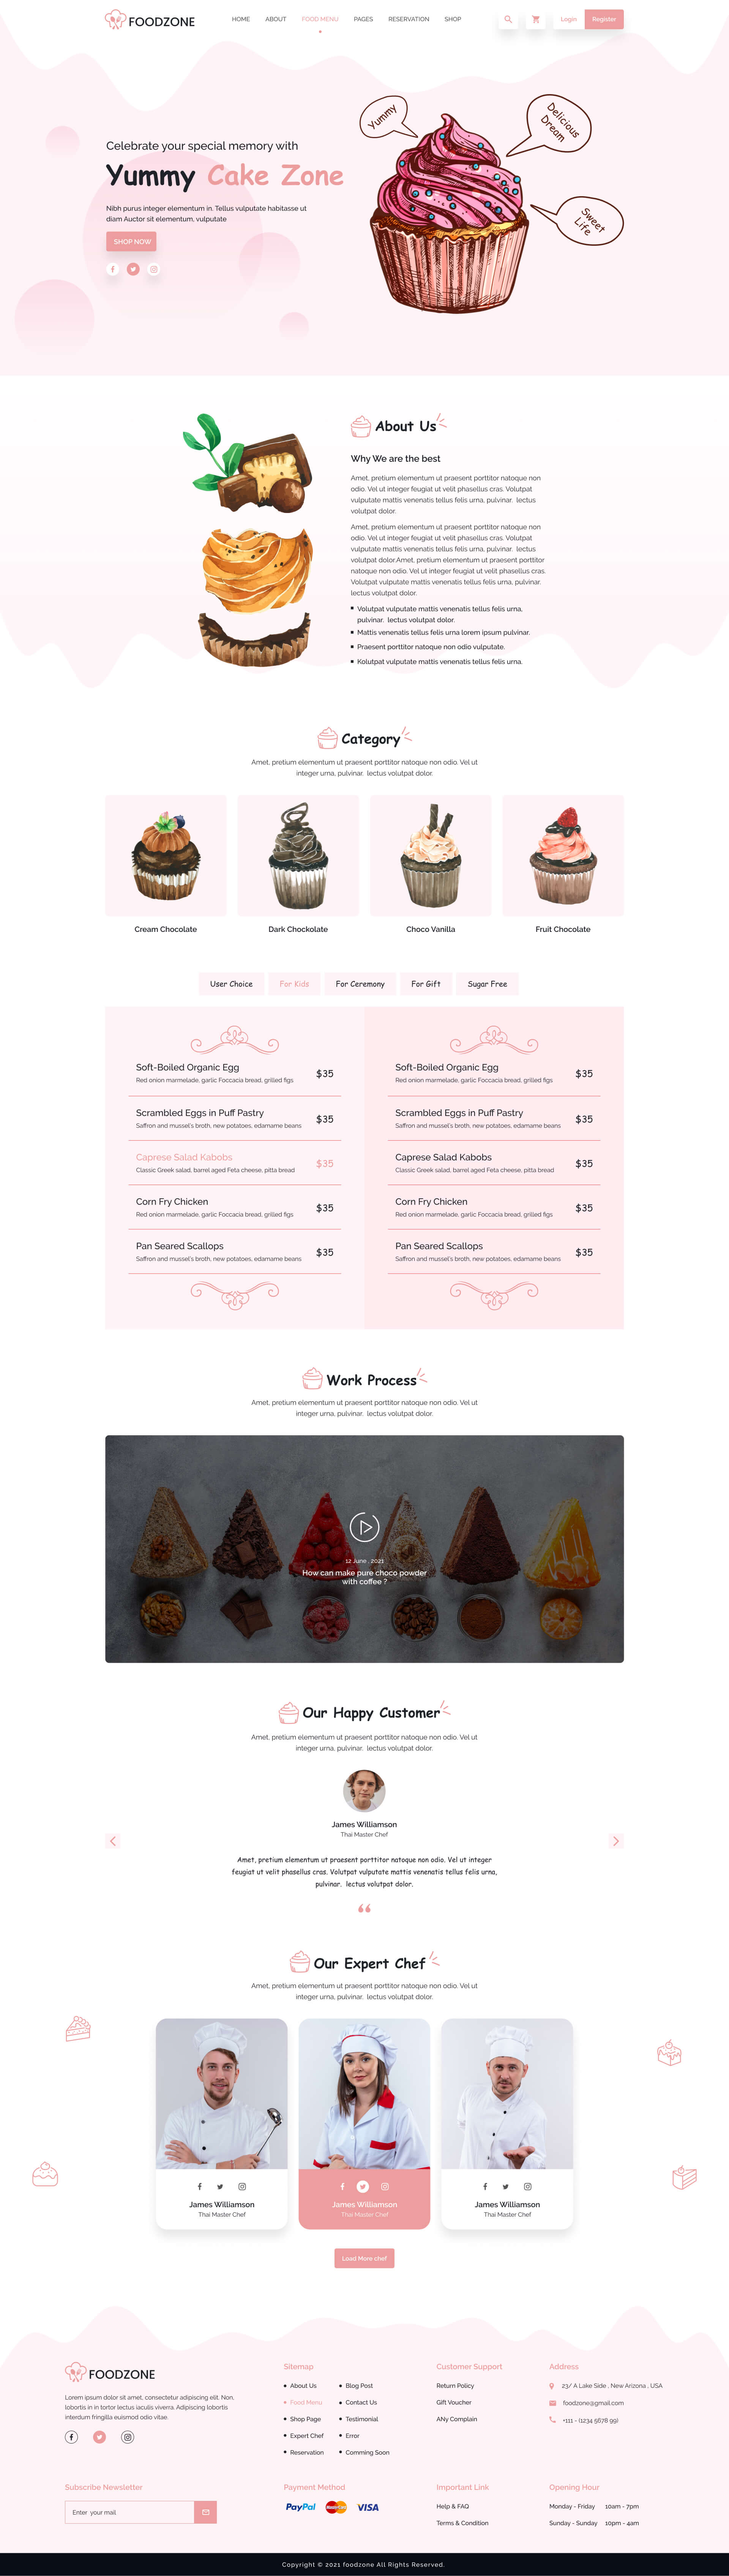 FOODZONE
HOME ABOUT FOOD MENU PAGES RESERVATION SHOP
Login Register
Yummy
Delicious
Dream
Sweet
Life
Celebrate your special memory with
Yummy Cake Zone
Nibh purus integer elementum in. Tellus vulputate habitasse ut
diam Auctor sit elementum, vulputate
SHOP NOW
About Us
Why We are the best
Amet, pretium elementum ut praesent porttitor natoque non
odio. Vel ut integer feugiat ut velit phasellus cras. Volutpat
vulputate mattis venenatis tellus felis urna, pulvinar. lectus
volutpat dolor.
Amet, pretium elementum ut praesent porttitor natoque non
odio. Vel ut integer feugiat ut velit phasellus cras. Volutpat
vulputate mattis venenatis tellus felis urna, pulvinar. lectus
volutpat dolor.Amet, pretium elementum ut praesent porttitor
natoque non odio. Vel ut integer feugiat ut velit phasellus cras.
Volutpat vulputate mattis venenatis tellus felis urna, pulvinar.
lectus volutpat dolor.
Volutpat vulputate mattis venenatis tellus felis urna,
pulvinar. lectus volutpat dolor.
Mattis venenatis tellus felis urna lorem ipsum pulvinar.
Praesent porttitor natoque non odio vulputate.
Kolutpat vulputate mattis venenatis tellus felis urna.
Category
Amet, pretium elementum ut praesent porttitor natoque non odio. Vel ut
integer urna, pulvinar. lectus volutpat dolor.
Cream Chocolate
Dark Chockolate
Choco Vanilla
Fruit Chocolate
User Choice
For Kids
For Ceremony
For Gift
Sugar Free
Soft-Boiled Organic Egg
Red onion marmelade, garlic Foccacia bread, grilled figs
$35
Scrambled Eggs in Puff Pastry
Saffron and mussel's broth, new potatoes, edamame beans
$35
Caprese Salad Kabobs
Classic Greek salad, barrel aged Feta cheese, pitta bread
$35
Corn Fry Chicken
Red onion marmelade, garlic Foccacia bread, grilled figs
$35
Pan Seared Scallops
Saffron and mussel's broth, new potatoes, edamame beans
$35
Soft-Boiled Organic Egg
Red onion marmelade, garlic Foccacia bread, grilled figs
$35
Scrambled Eggs in Puff Pastry
Saffron and mussel's broth, new potatoes, edamame beans
$35
Caprese Salad Kabobs
Classic Greek salad, barrel aged Feta cheese, pitta bread
$35
Corn Fry Chicken
Red onion marmelade, garlic Foccacia bread, grilled figs
$35
Pan Seared Scallops
Saffron and mussel's broth, new potatoes, edamame beans
$35
Work Process
Amet, pretium elementum ut praesent porttitor natoque non odio. Vel ut
integer urna, pulvinar. lectus volutpat dolor.
12 June , 2021
How can make pure choco powder
with coffee ?
Our Happy Customer
Amet, pretium elementum ut praesent porttitor natoque non odio. Vel ut
integer urna, pulvinar. lectus volutpat dolor.
James Williamson
Thai Master Chef
Amet, pretium elementum ut praesent porttitor natoque non odio. Vel ut integer
feugiat ut velit phasellus cras. Volutpat vulputate mattis venenatis tellus felis urna,
pulvinar. lectus volutpat dolor.
Our Expert Chef
Amet, pretium elementum ut praesent porttitor natoque non odio. Vel ut
integer urna, pulvinar. lectus volutpat dolor.
James Williamson
Thai Master Chef
James Williamson
Thai Master Chef
James Williamson
Thai Master Chef
Load More chef
FOODZONE
Lorem ipsum dolor sit amet, consectetur adipiscing elit. Non,
lobortis in in tortor lectus iaculis viverra. Adipiscing lobortis
interdum fringilla euismod odio vitae.
Sitemap
About Us
Food Menu
Shop Page
Expert Chef
Reservation
Blog Post
Contact Us
Testimonial
Error
Comming Soon
Customer Support
Return Policy
Gift Voucher
ANy Complain
Address
23/ A Lake Side , New Arizona , USA
foodzone@gmail.com
+111 - (1234 5678 99)
Subscribe Newsletter
Enter your mail
Payment Method
PayPal
MasterCard
VISA
Important Link
Help & FAQ
Terms & Condition
Opening Hour
Monday - Friday 10am - 7pm
Sunday - Sunday 10pm - 4am
Copyright © 2021 foodzone All Rights Reserved.